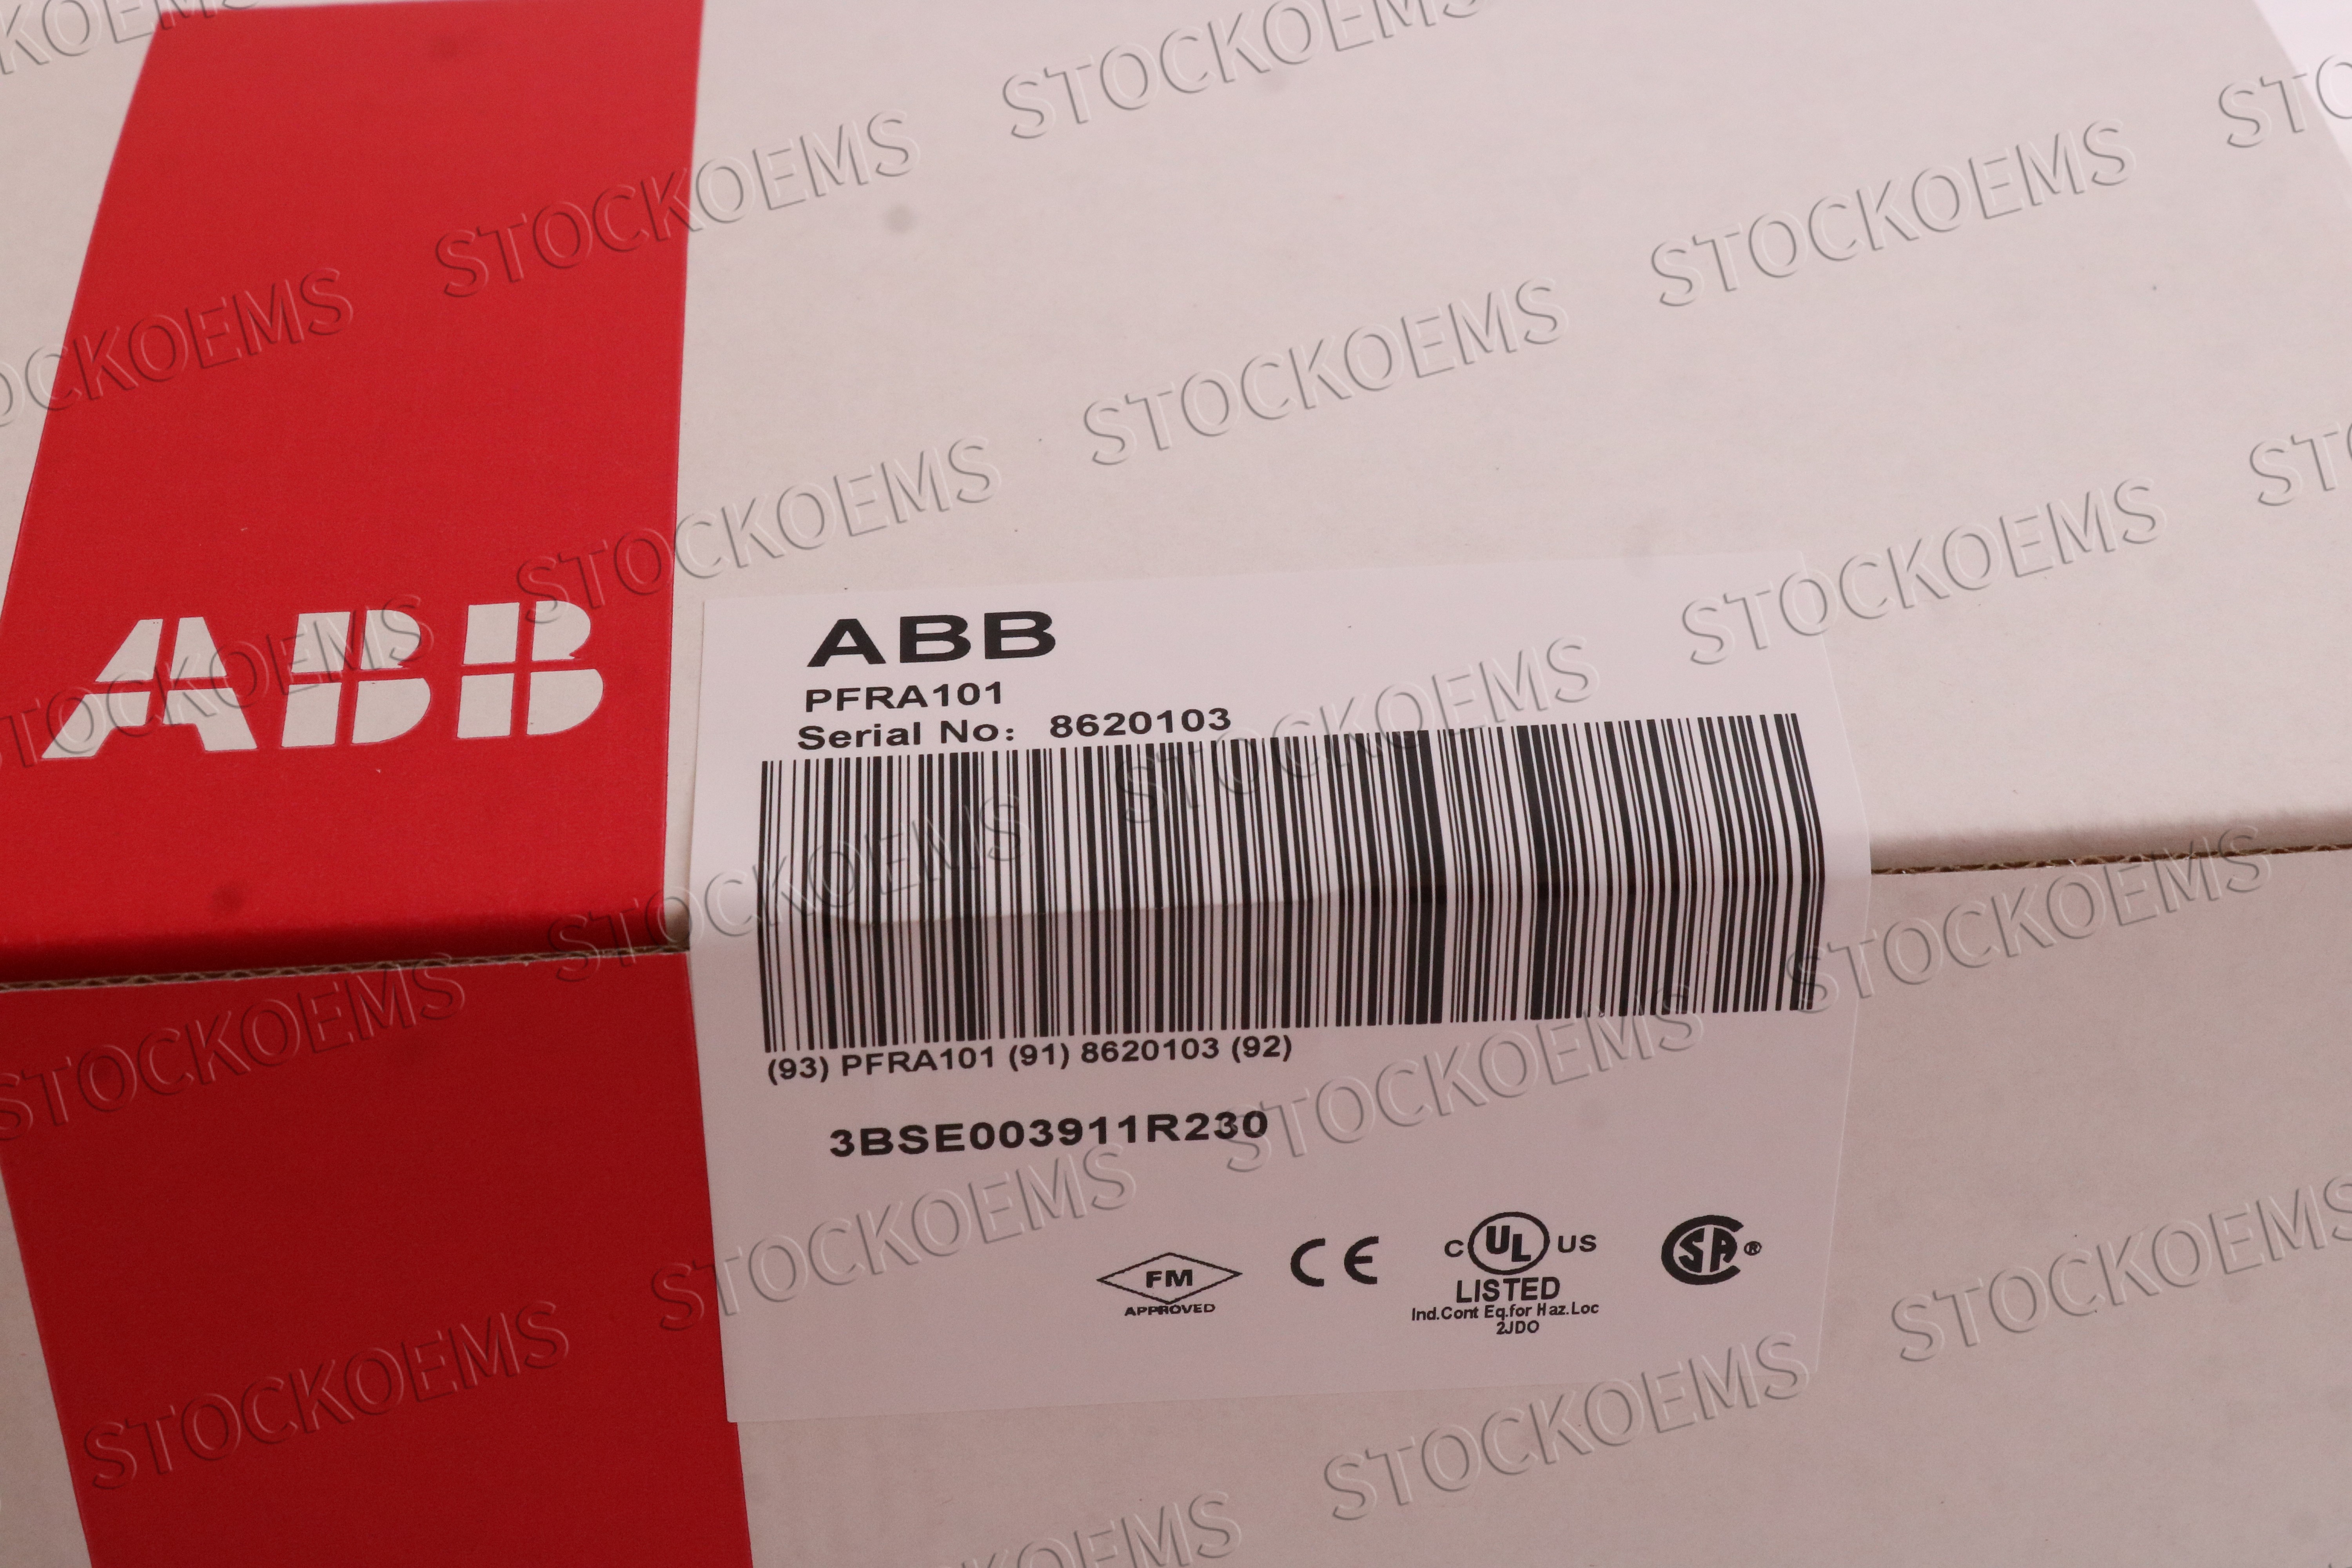 STOCKOEMS
ABB
ABB
PFRA101
Serial No: 8620103
(93) PFRA101 (91) 8620103 (92)
3BSE003911R230
FM
APPROVED
CE
C UL US
LISTED
Ind.Cont Eq.for Haz.Loc
2JDO
SA®